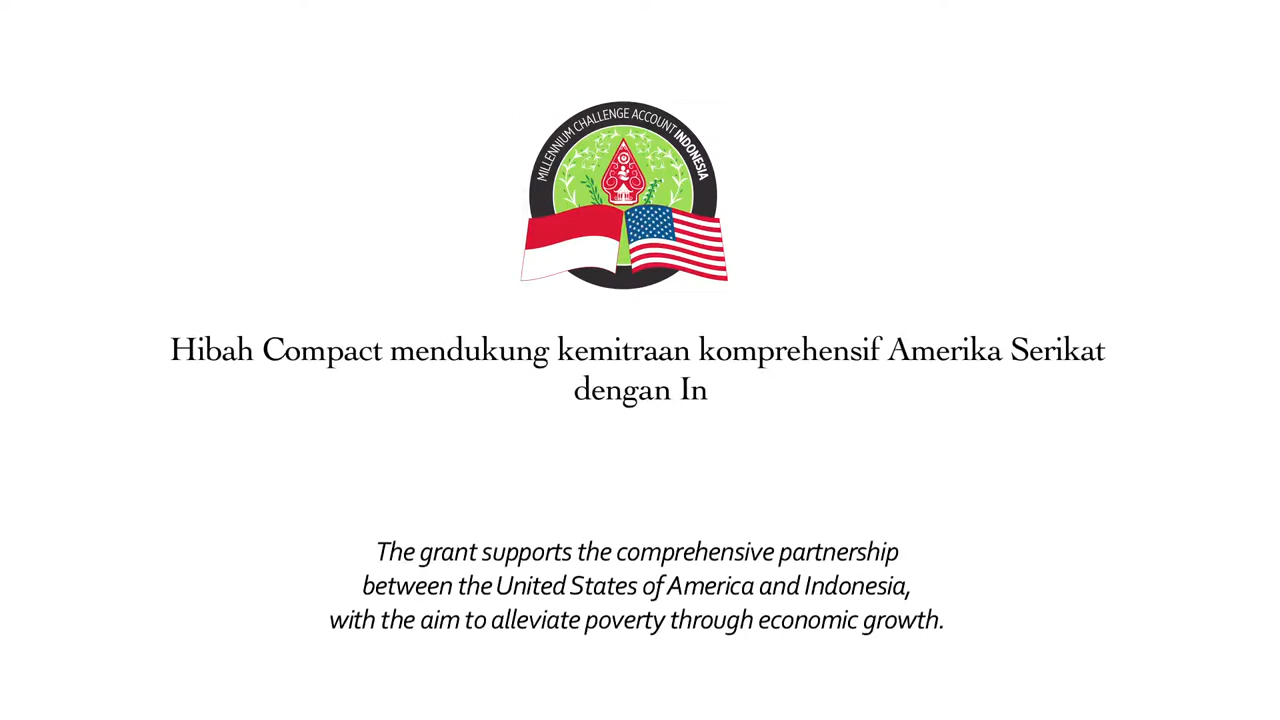 MILLENNIUM CHALLENGE ACCOUNT INDONESIA
Hibah Compact mendukung kemitraan komprehensif Amerika Serikat
dengan In
The grant supports the comprehensive partnership
between the United States of America and Indonesia,
with the aim to alleviate poverty through economic growth.